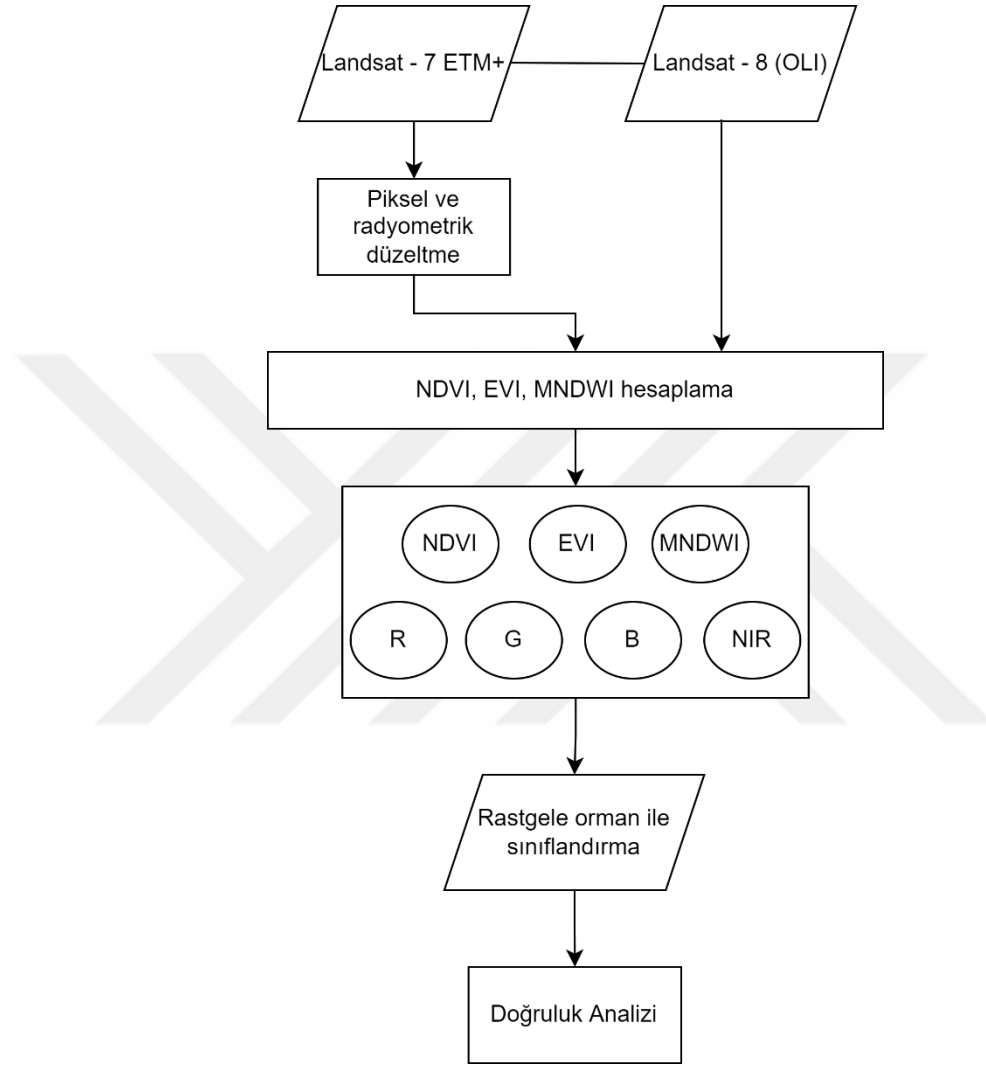 Landsat - 7 ETM+
Landsat - 8 (OLI)
Piksel ve
radyometrik
düzeltme
NDVI, EVI, MNDWI hesaplama
NDVI
EVI
MNDWI
R
G
B
NIR
Rastgele orman ile
sınıflandırma
Doğruluk Analizi